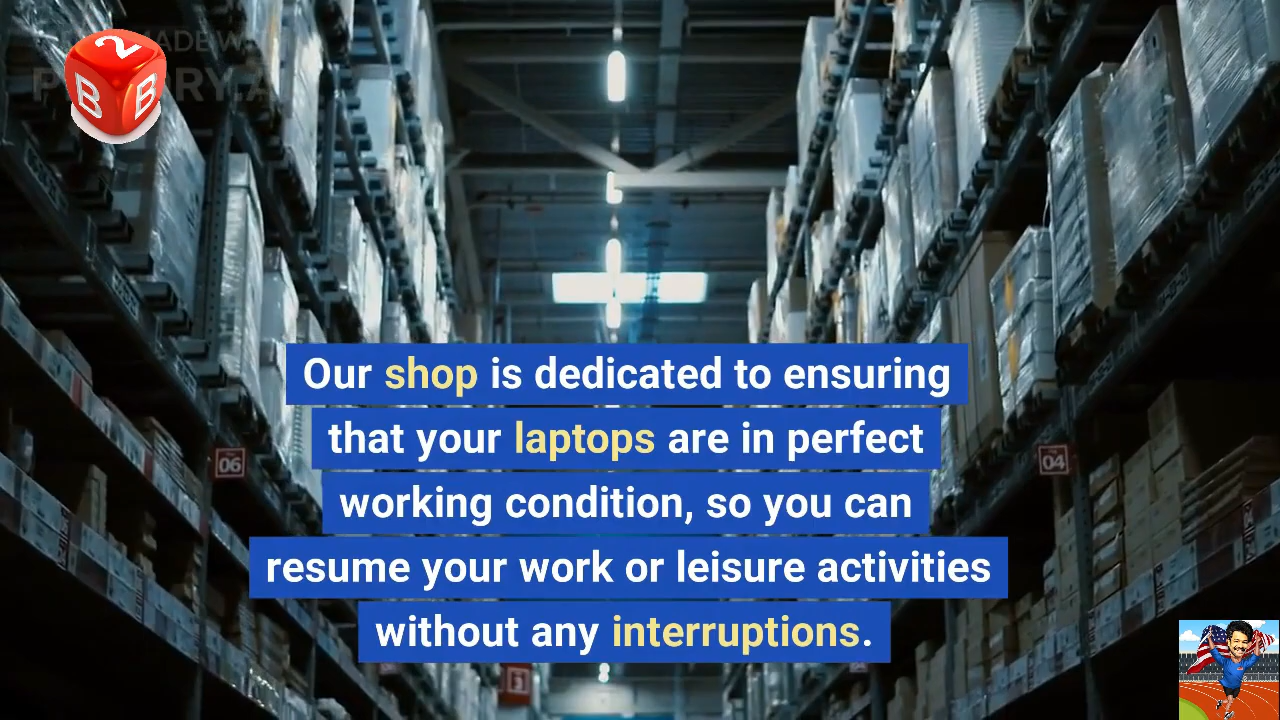 B 2 B
Our shop is dedicated to ensuring
that your laptops are in perfect
working condition, so you can
resume your work or leisure activities
without any interruptions.
06
04